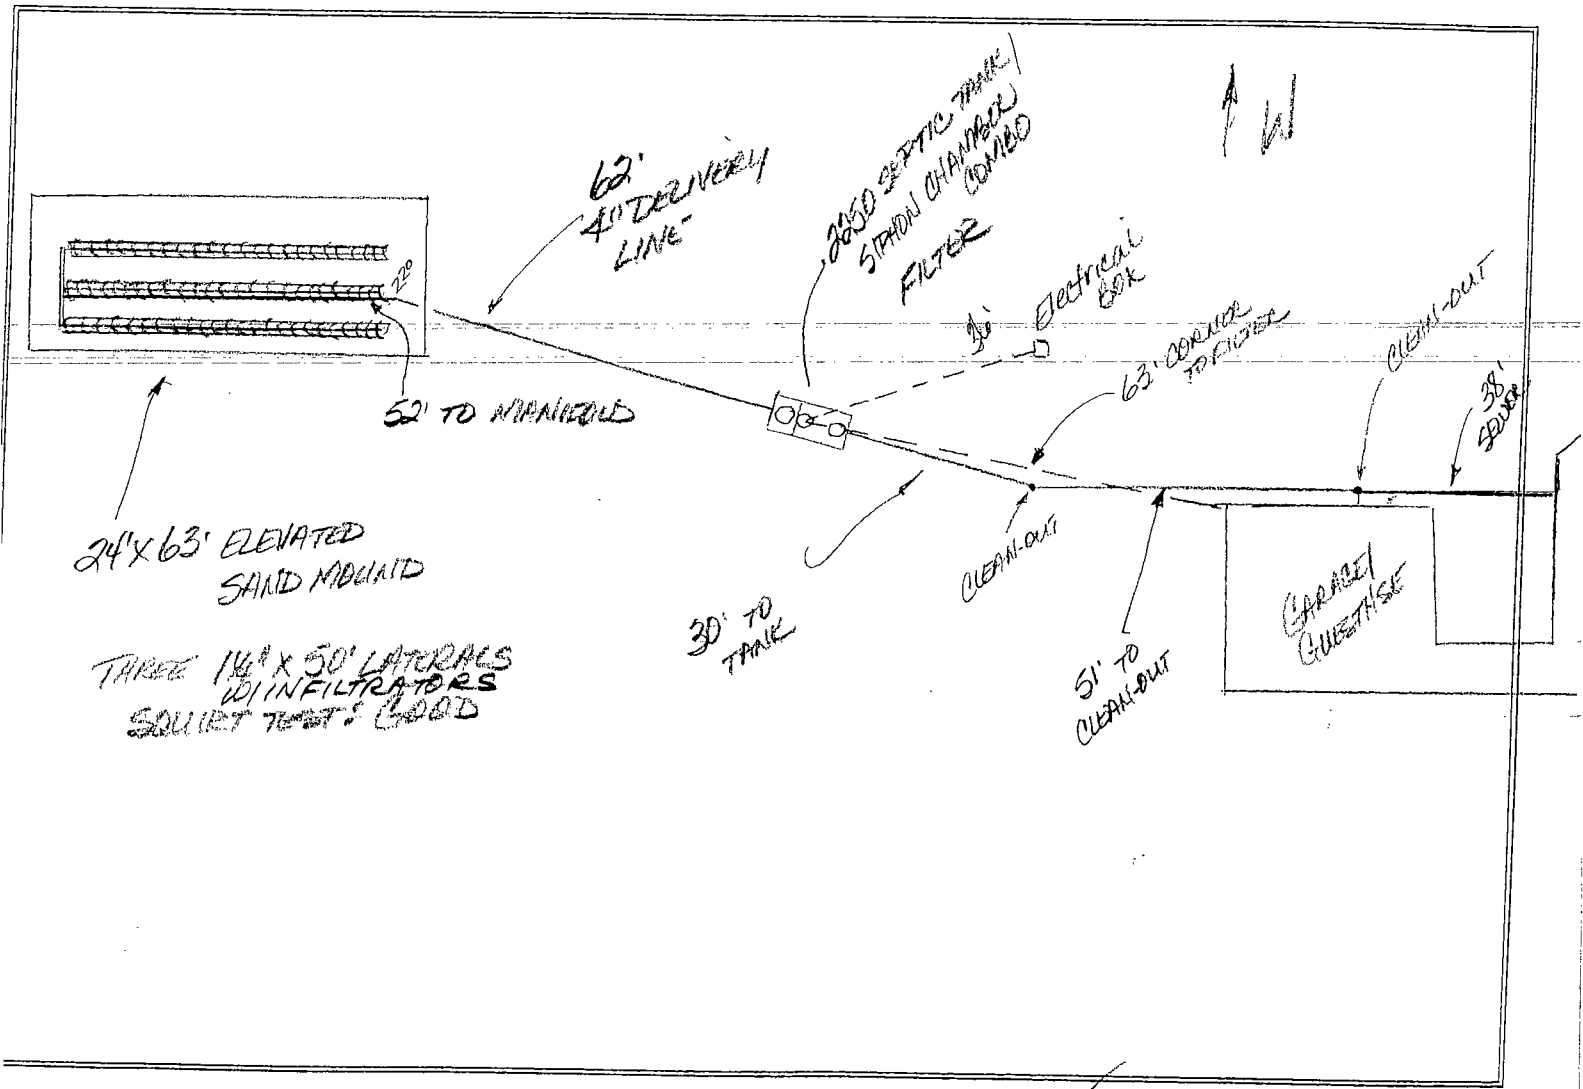 W
62'
4" DELIVERY
LINE
2250 SEPTIC TANK/
SIPHON CHAMBER
COMBO
FILTER
Electrical
BOX
63' CORNER
TO FILTER
CLEAN-OUT
38'
SEWER
52' TO MANIFOLD
24' X 63' ELEVATED
SAND MOUND
THREE 1¼" X 50' LATERALS
W/ INFILTRATORS
SQUIRT TEST: GOOD
30' TO
TANK
CLEAN-OUT
51' TO
CLEAN-OUT
GARAGE/
GUESTHSE